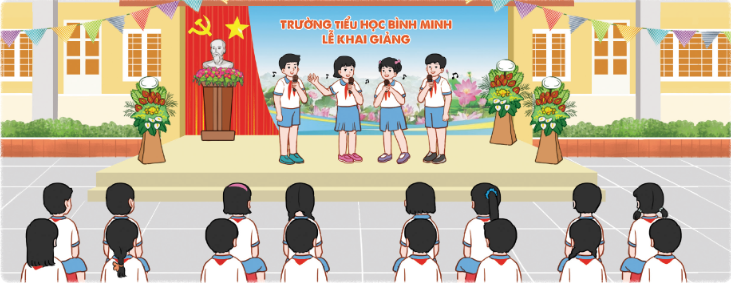 TRƯỜNG TIỂU HỌC BÌNH MINH
LỄ KHAI GIẢNG